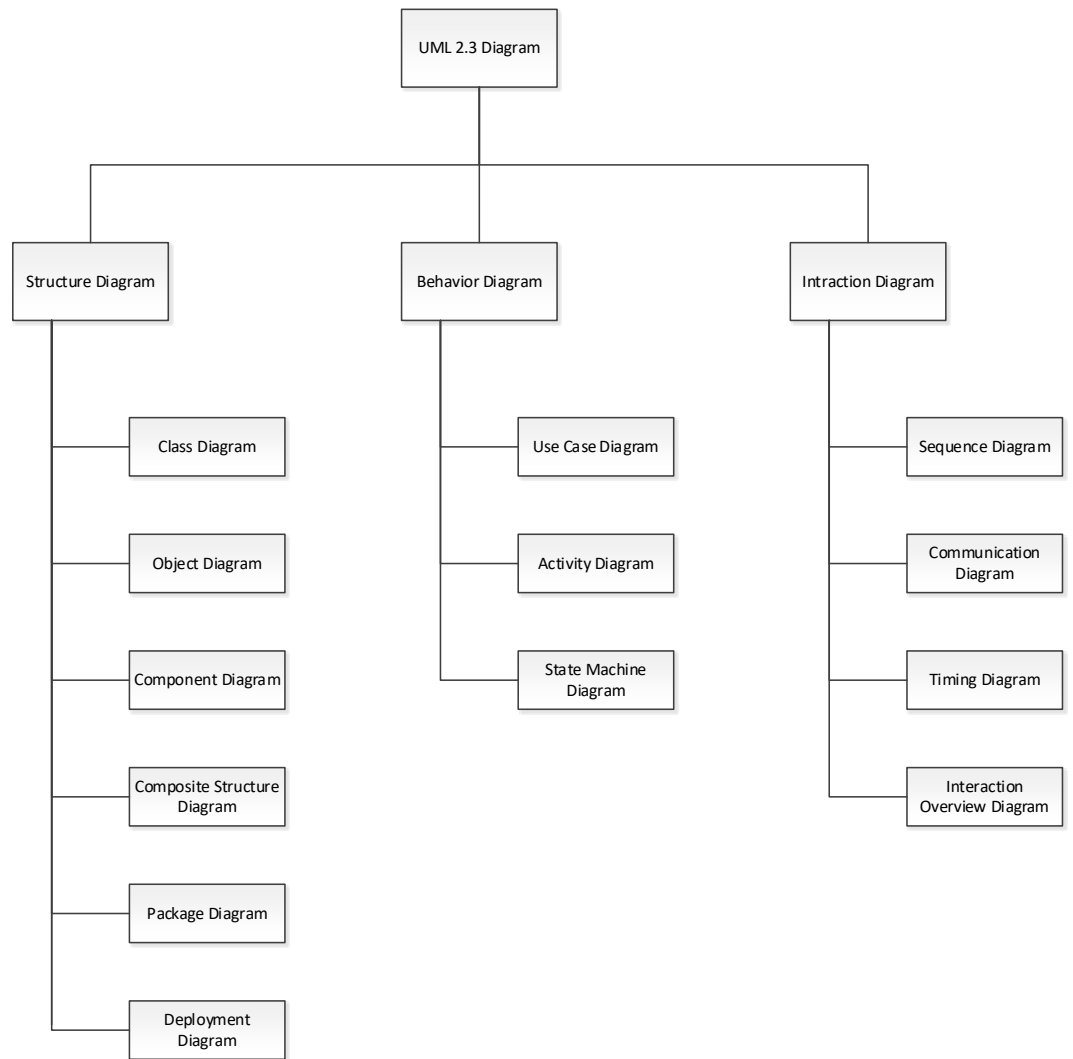 UML 2.3 Diagram
Structure Diagram
Behavior Diagram
Intraction Diagram
Class Diagram
Object Diagram
Component Diagram
Composite Structure
Diagram
Package Diagram
Deployment
Diagram
Use Case Diagram
Activity Diagram
State Machine
Diagram
Sequence Diagram
Communication
Diagram
Timing Diagram
Interaction
Overview Diagram